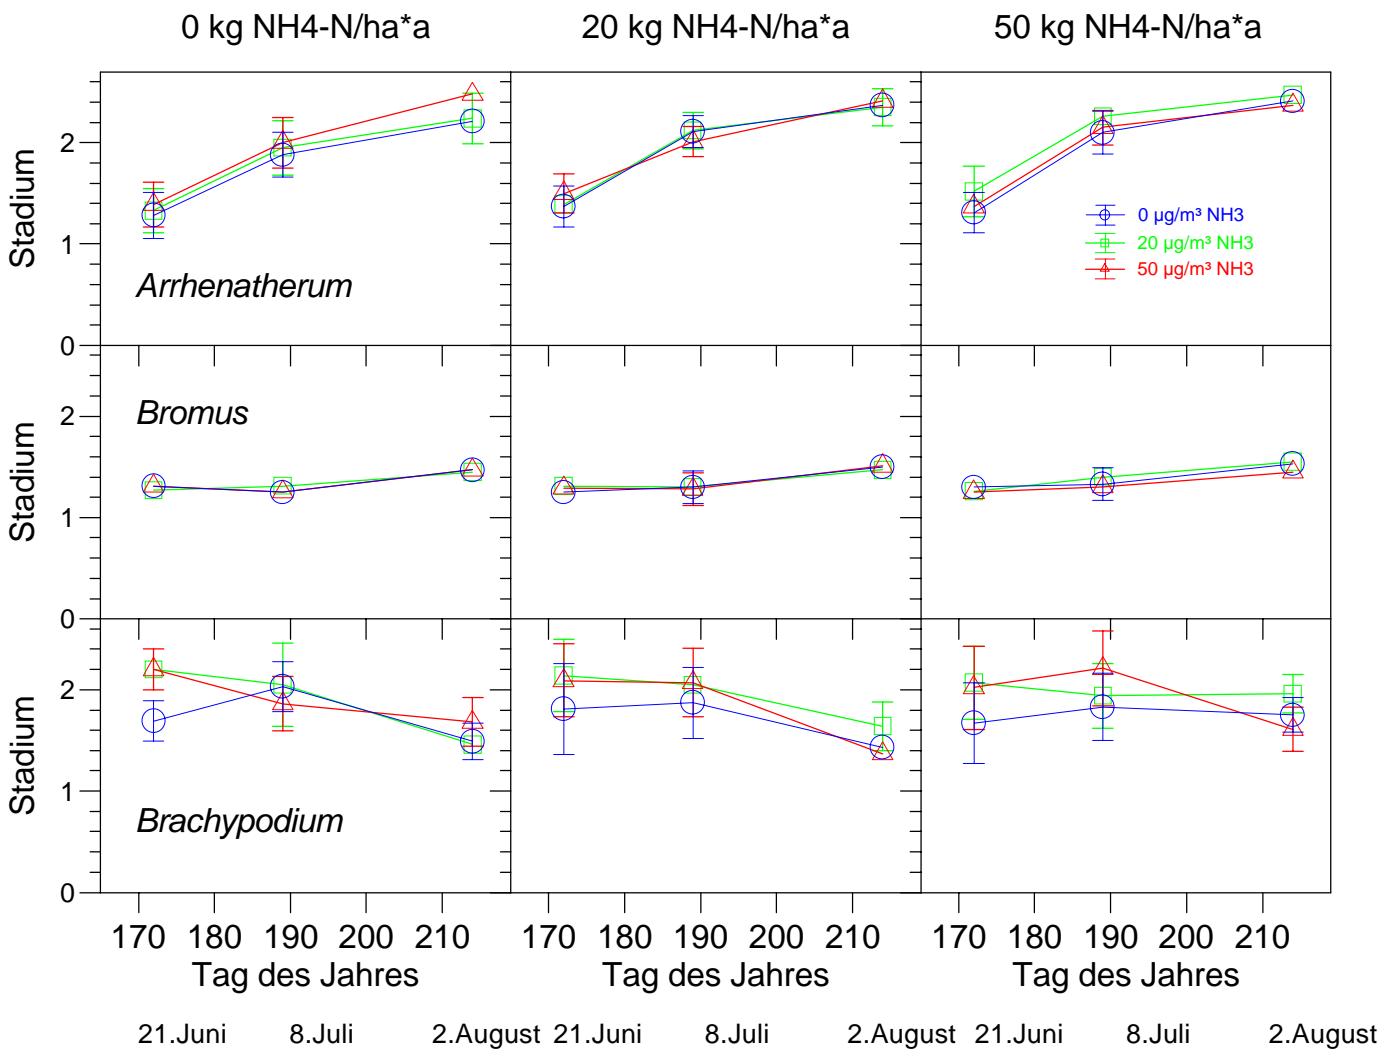 0 kg NH4-N/ha*a 20 kg NH4-N/ha*a 50 kg NH4-N/ha*a
Stadium
2
1
0
Arrhenatherum
0 µg/m³ NH3
20 µg/m³ NH3
50 µg/m³ NH3
Stadium
2
1
0
Bromus
Stadium
2
1
0
Brachypodium
170 180 190 200 210 170 180 190 200 210 170 180 190 200 210
Tag des Jahres Tag des Jahres Tag des Jahres
21.Juni 8.Juli 2.August 21.Juni 8.Juli 2.August 21.Juni 8.Juli 2.August